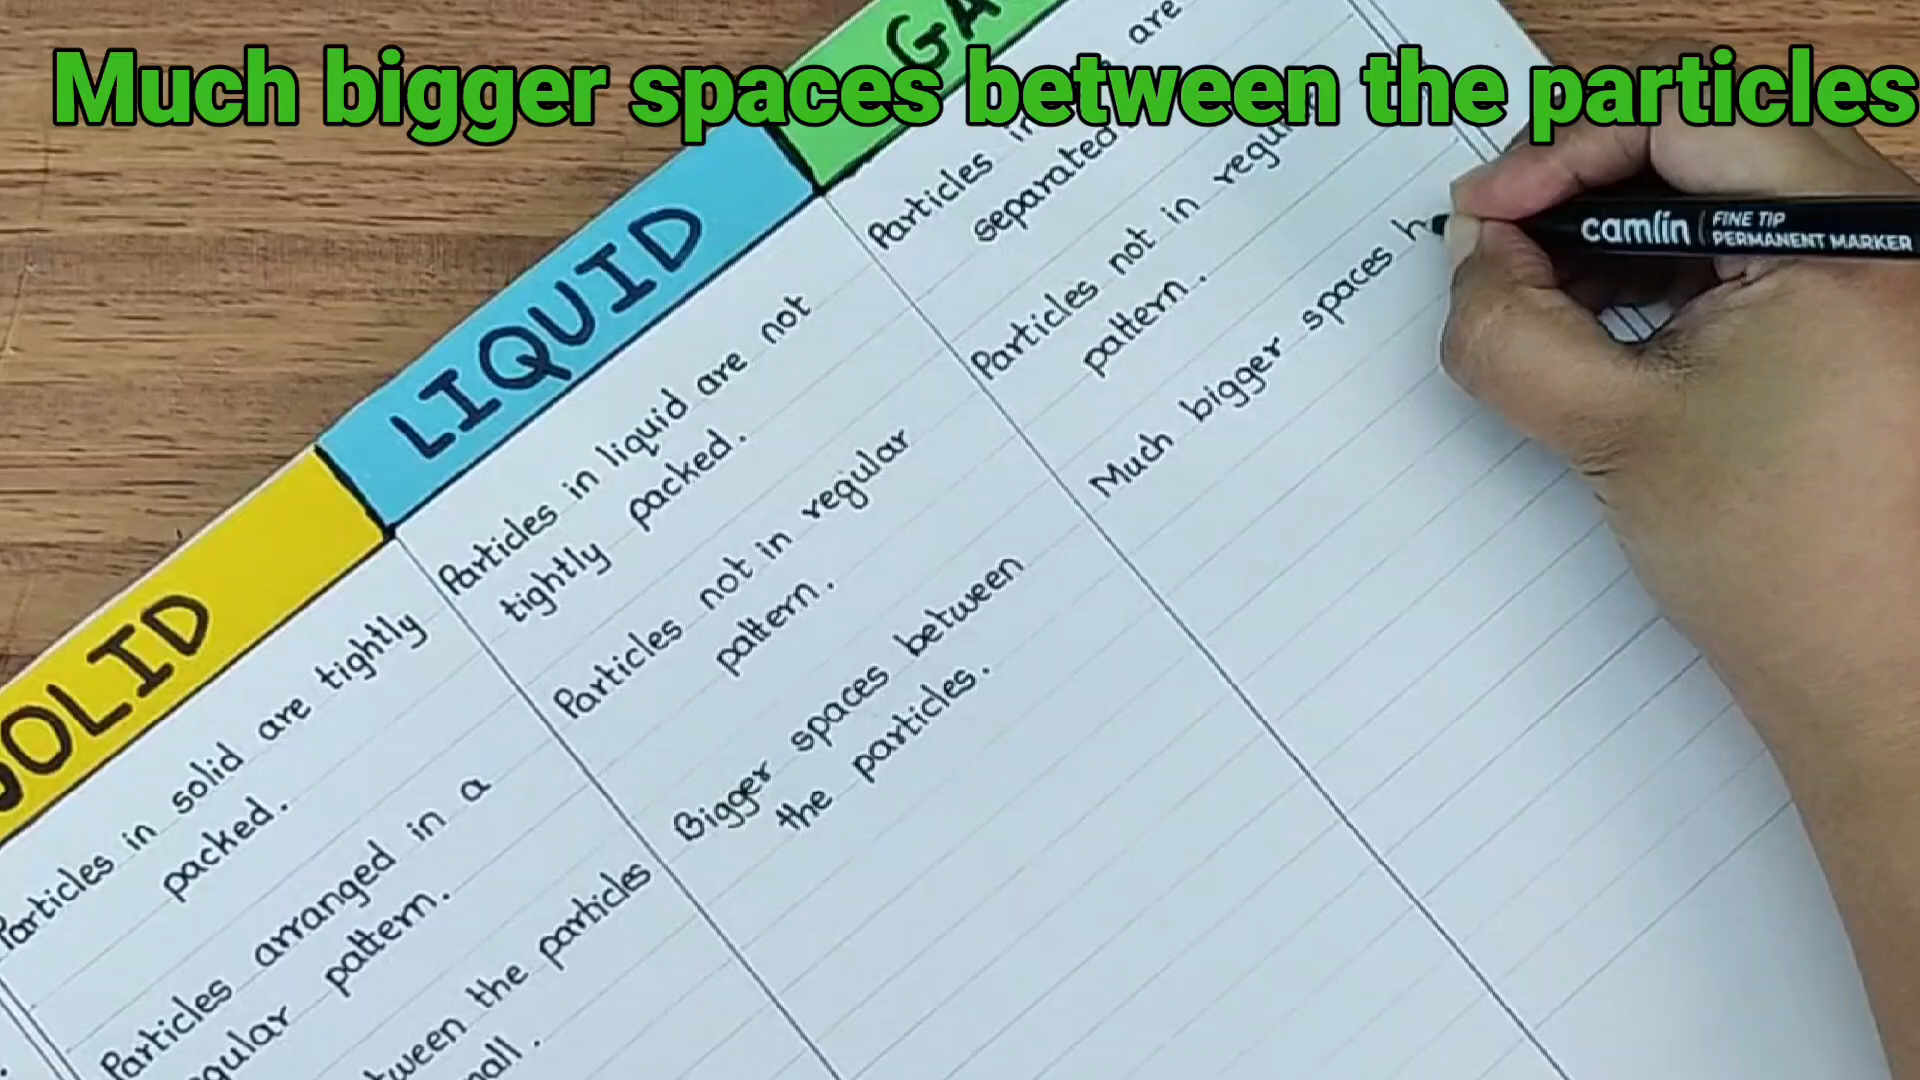 Much bigger spaces between the particles
LIQUID
Particles in solid are tightly
packed.
Particles arranged in a
pattern.
the particles
Particles in liquid are not
tightly packed.
Particles not in regular
pattern.
Bigger spaces between
the particles.
Particles are
separated
Particles not in
pattern.
Much bigger spaces
camlin FINE TIP
PERMANENT MARKER